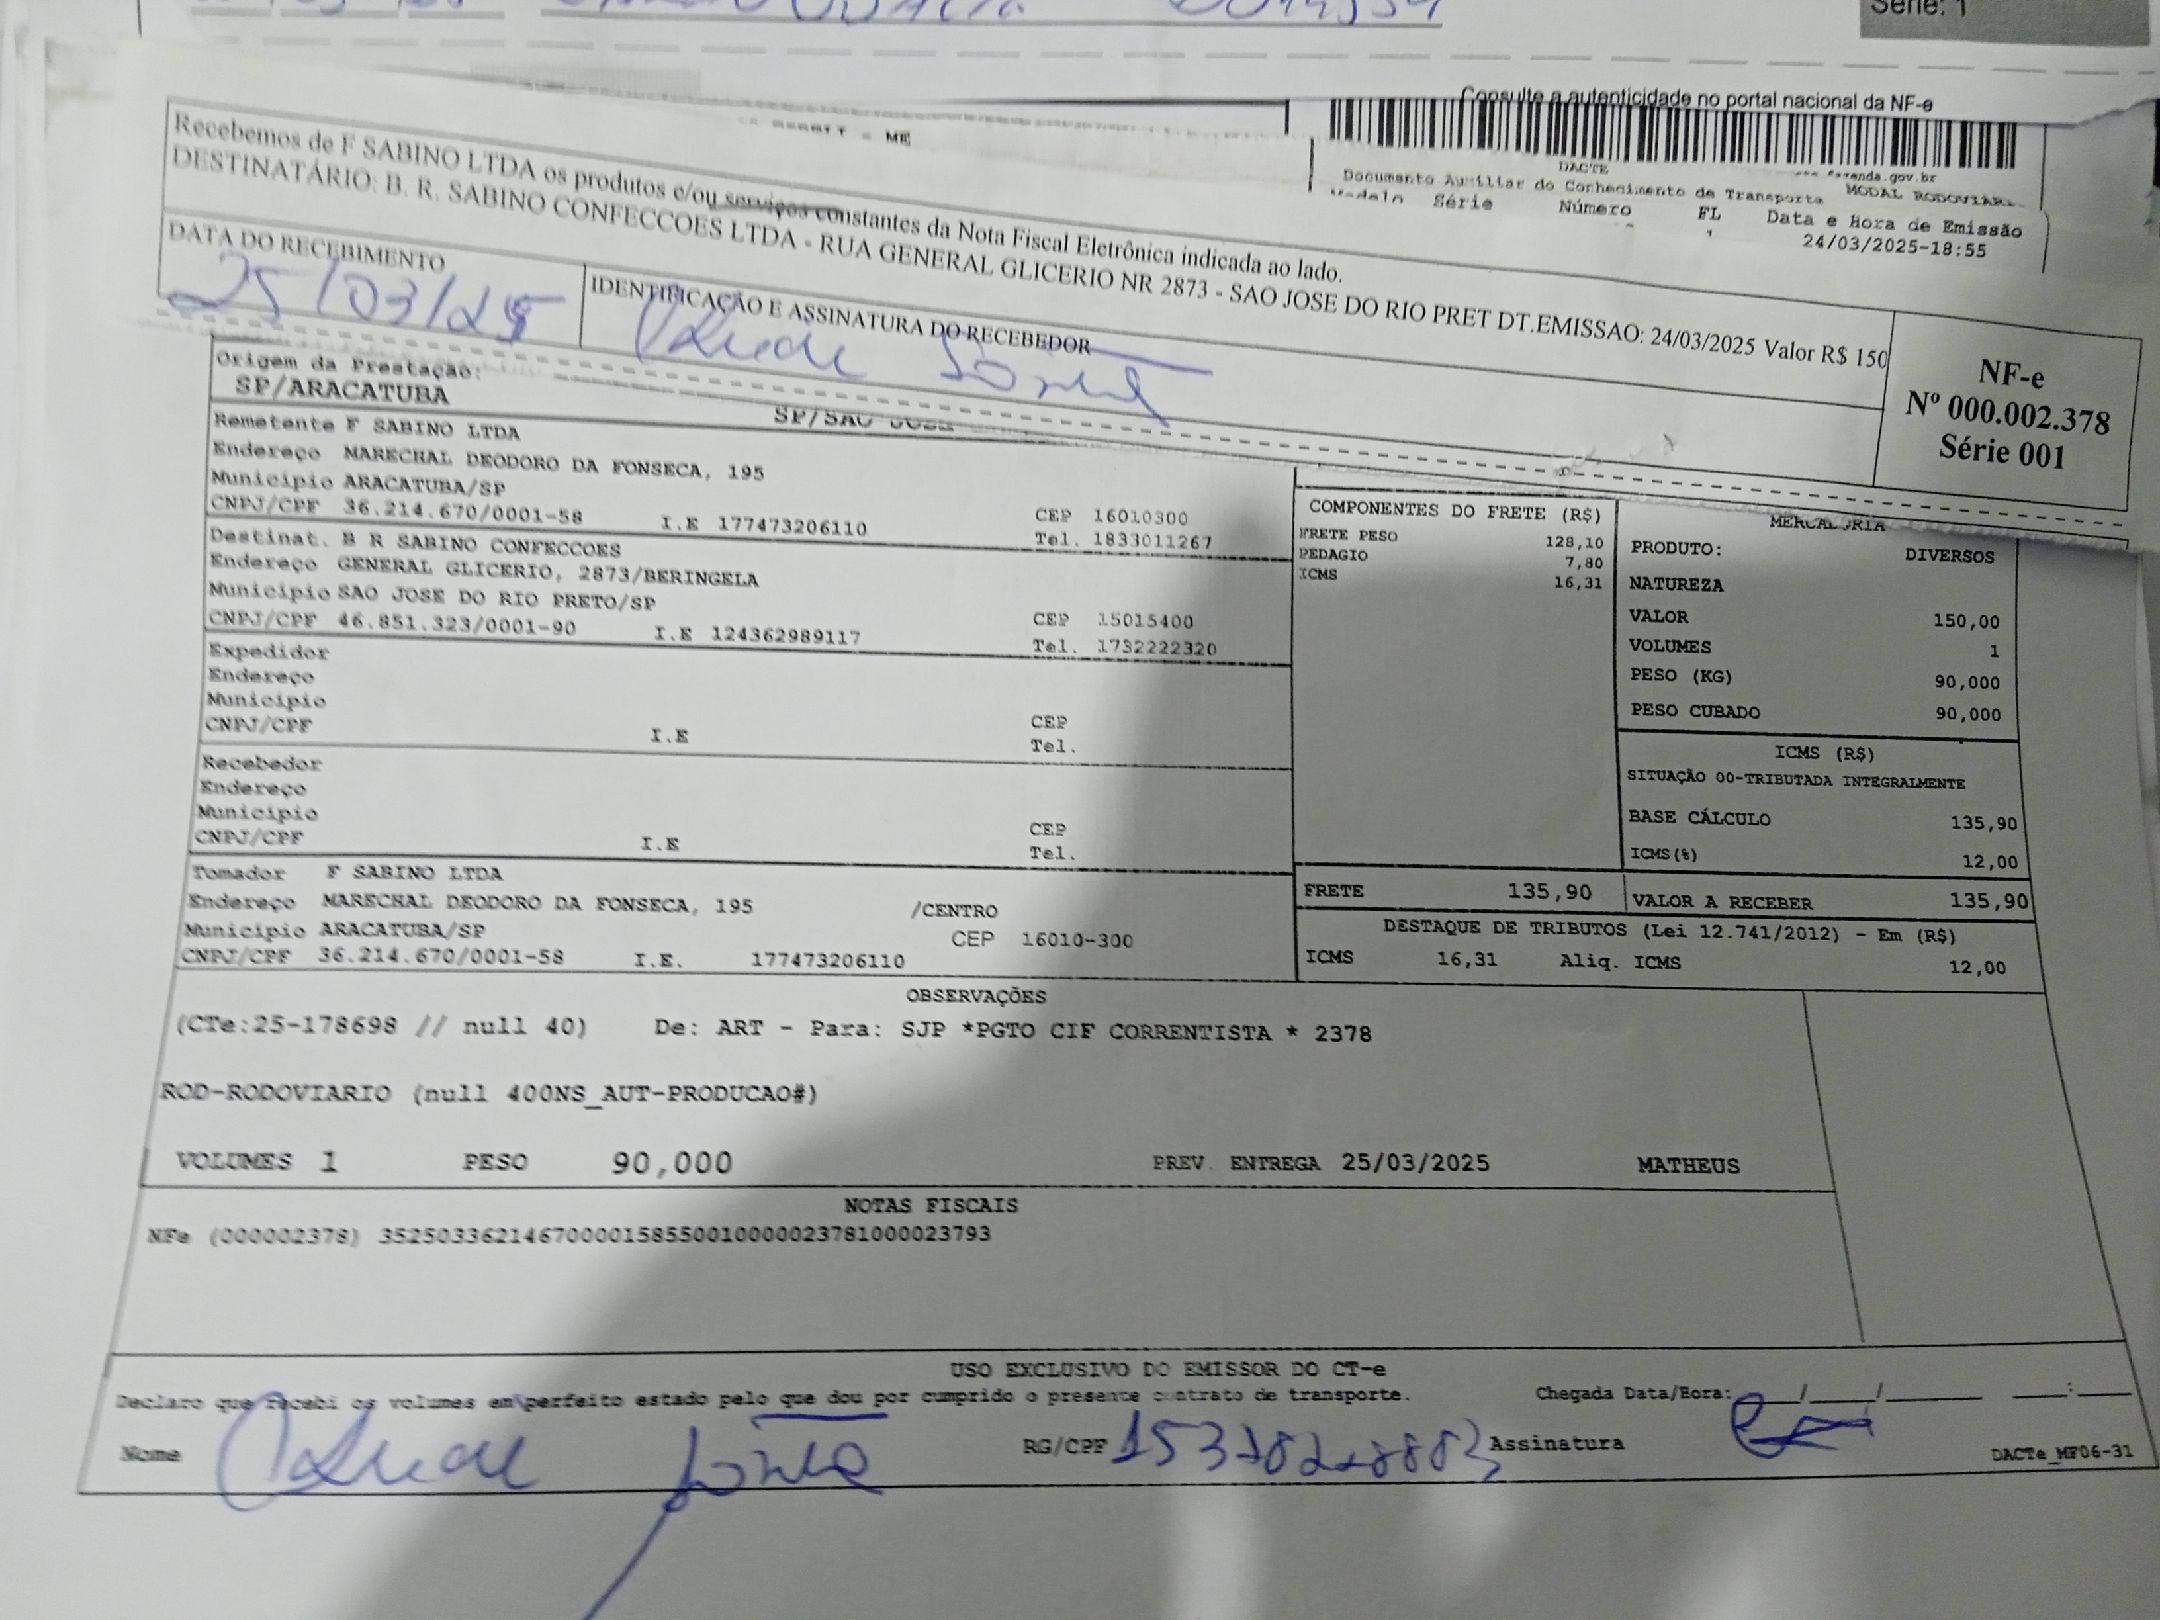 Série: 1
Consulte a autenticidade no portal nacional da NF-e
ME
DACTE
Documento Auxiliar do Conhecimento de Transporte
MODAL
Modelo Série Número FL Data e Hora de Emissão
24/03/2025-18:55
Recebemos de F SABINO LTDA os produtos e/ou serviços constantes da Nota Fiscal Eletrônica indicada ao lado.
DESTINATÁRIO: B. R. SABINO CONFECCOES LTDA - RUA GENERAL GLICERIO NR 2873 - SAO JOSE DO RIO PRET DT.EMISSAO: 24/03/2025 Valor R$ 150
DATA DO RECEBIMENTO
25/03/25
IDENTIFICAÇÃO E ASSINATURA DO RECEBEDOR
NF-e
Nº 000.002.378
Série 001
Origem da Prestação:
SP/ARACATUBA
SP/SAO JOSE
Remetente F SABINO LTDA
Endereço MARECHAL DEODORO DA FONSECA, 195
Município ARACATUBA/SP CEP 16010300
CNPJ/CPF 36.214.670/0001-58 I.E 177473206110 Tel. 1833011267
Destinat. B R SABINO CONFECCOES
Endereço GENERAL GLICERIO, 2873/BERINGELA
Município SAO JOSE DO RIO PRETO/SP CEP 15015400
CNPJ/CPF 46.851.323/0001-90 I.E 124362989117 Tel. 1732222320
Expedidor
Endereço
Município CEP
CNPJ/CPF I.E Tel.
Recebedor
Endereço
Município CEP
CNPJ/CPF I.E Tel.
Tomador F SABINO LTDA
Endereço MARECHAL DEODORO DA FONSECA, 195 /CENTRO
Município ARACATUBA/SP CEP 16010-300
CNPJ/CPF 36.214.670/0001-58 I.E. 177473206110
COMPONENTES DO FRETE (R$)
FRETE PESO 128,10
PEDAGIO 7,80
ICMS 16,31
MERCADORIA
PRODUTO: DIVERSOS
NATUREZA
VALOR 150,00
VOLUMES 1
PESO (KG) 90,000
PESO CUBADO 90,000
ICMS (R$)
SITUAÇÃO 00-TRIBUTADA INTEGRALMENTE
BASE CÁLCULO 135,90
ICMS(%) 12,00
FRETE 135,90 VALOR A RECEBER 135,90
DESTAQUE DE TRIBUTOS (Lei 12.741/2012) - Em (R$)
ICMS 16,31 Aliq. ICMS 12,00
OBSERVAÇÕES
(CTe:25-178698 // null 40) De: ART - Para: SJP *PGTO CIF CORRENTISTA * 2378
ROD-RODOVIARIO (null 400NS_AUT-PRODUCAO#)
VOLUMES 1 PESO 90,000 PREV. ENTREGA 25/03/2025 MATHEUS
NOTAS FISCAIS
NFe (000002378) 35250336214670000158550010000023781000023793
USO EXCLUSIVO DO EMISSOR DO CT-e
Declaro que recebi os volumes em perfeito estado pelo que dou por cumprido o presente contrato de transporte. Chegada Data/Hora: __/__/____ __:__
Nome RG/CPF Assinatura
DACTe_MF06-31